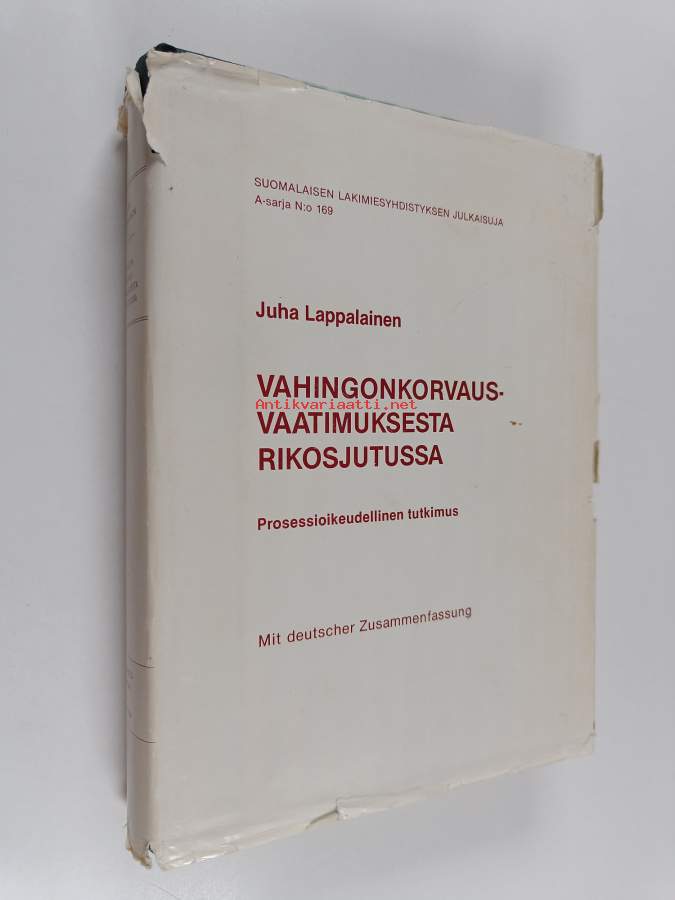 SUOMALAISEN LAKIMIESYHDISTYKSEN JULKAISUJA
A-sarja N:o 169
Juha Lappalainen
VAHINGONKORVAUS-
Antikvariaatti.net
VAATIMUKSESTA
RIKOSJUTUSSA
Prosessioikeudellinen tutkimus
Mit deutscher Zusammenfassung